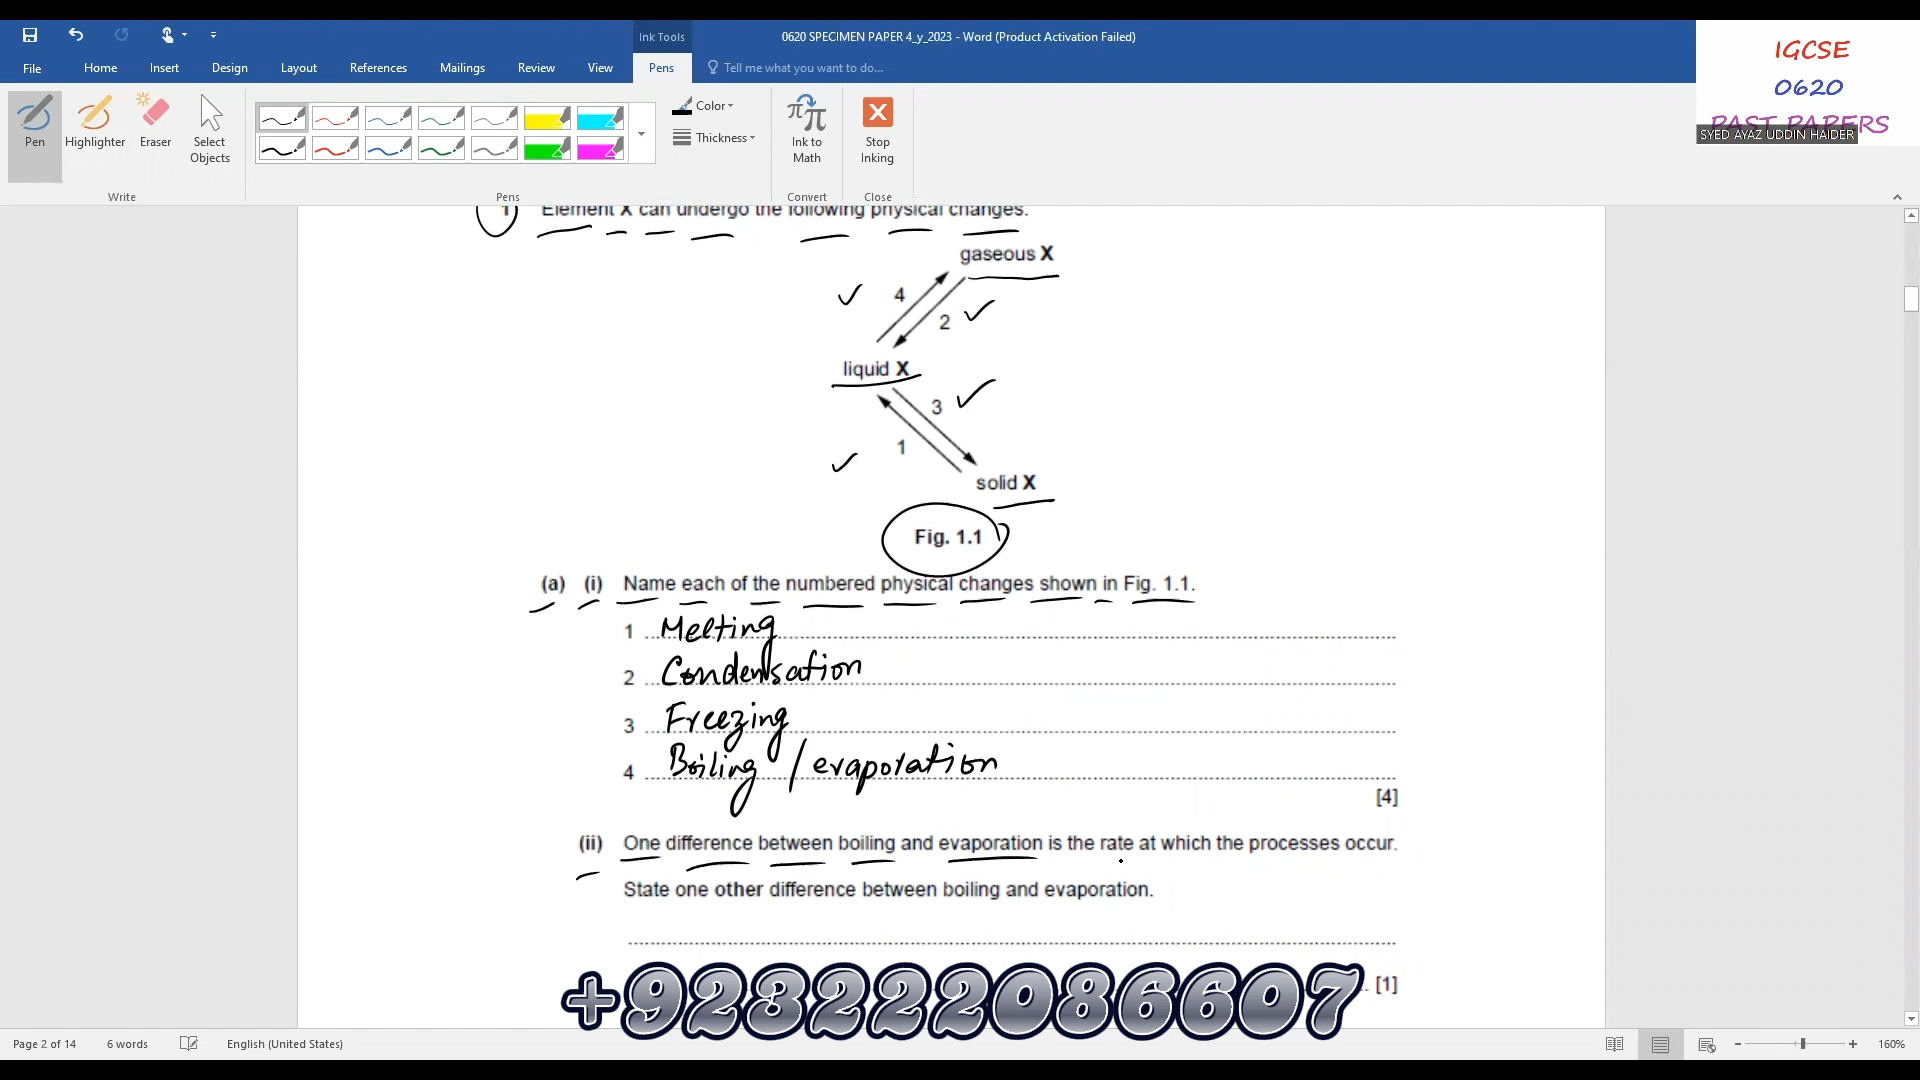 Ink Tools
0620 SPECIMEN PAPER 4_y_2023 - Word (Product Activation Failed)
File Home Insert Design Layout References Mailings Review View Pens Tell me what you want to do...
IGCSE
0620
PAST PAPERS
SYED AYAZ UDDIN HAIDER
Pen Highlighter Eraser Select Objects
Color
Thickness
Ink to Math
Stop Inking
Write Pens Convert Close
1 Element X can undergo the following physical changes.
gaseous X
4
2
liquid X
3
1
solid X
Fig. 1.1
(a) (i) Name each of the numbered physical changes shown in Fig. 1.1.
1 Melting
2 Condensation
3 Freezing
4 Boiling / evaporation
[4]
(ii) One difference between boiling and evaporation is the rate at which the processes occur.
State one other difference between boiling and evaporation.
[1]
+923222086607
Page 2 of 14 6 words English (United States) 160%